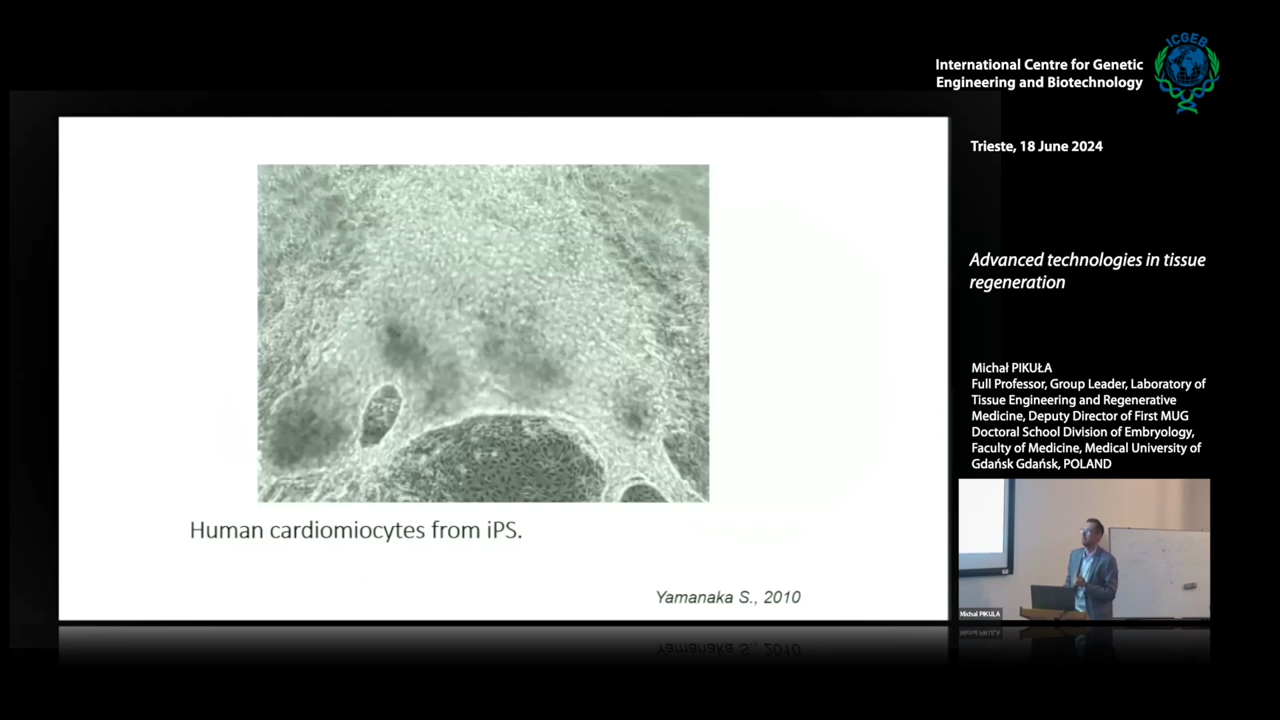 ICGEB
International Centre for Genetic
Engineering and Biotechnology
Trieste, 18 June 2024
Advanced technologies in tissue
regeneration
Michał PIKUŁA
Full Professor, Group Leader, Laboratory of
Tissue Engineering and Regenerative
Medicine, Deputy Director of First MUG
Doctoral School Division of Embryology,
Faculty of Medicine, Medical University of
Gdańsk Gdańsk, POLAND
Human cardiomiocytes from iPS.
Yamanaka S., 2010
Michal PIKULA